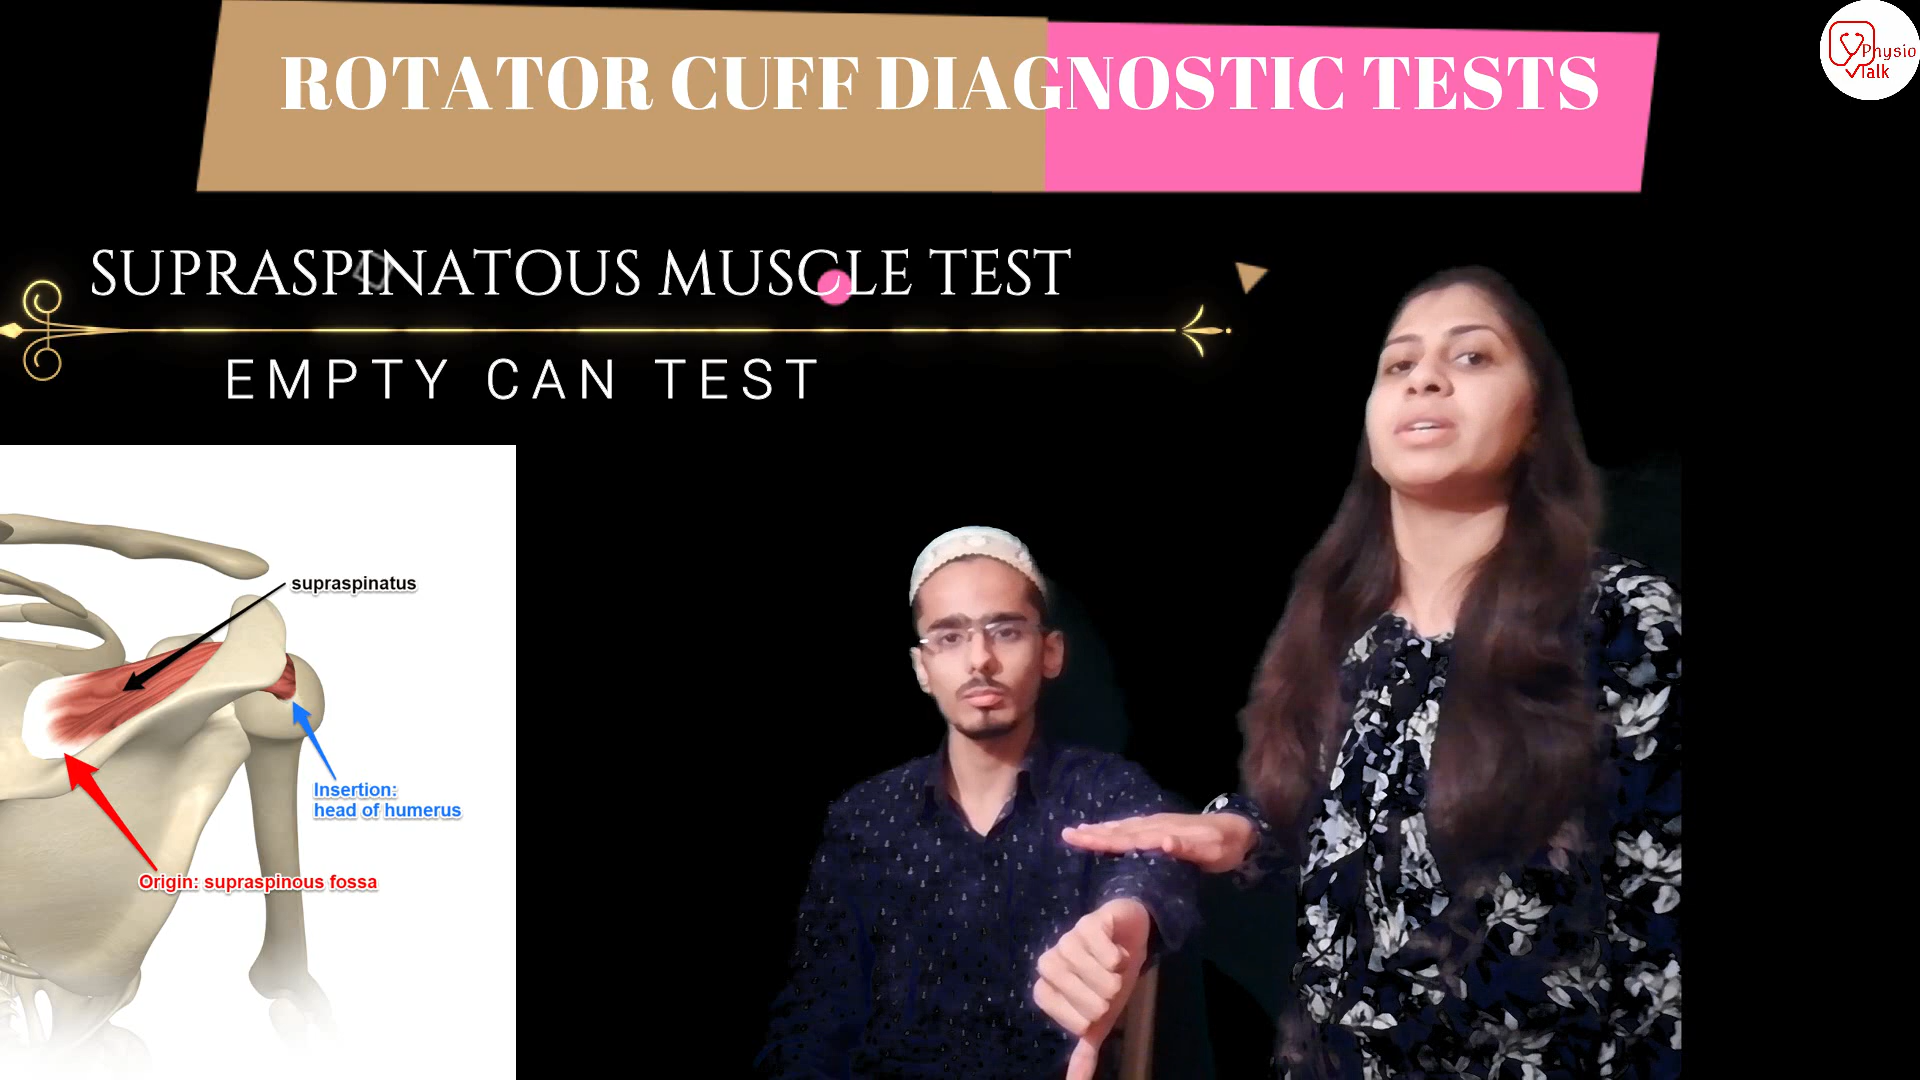 ROTATOR CUFF DIAGNOSTIC TESTS
Physio
Talk
SUPRASPINATOUS MUSCLE TEST
EMPTY CAN TEST
supraspinatus
Insertion:
head of humerus
Origin: supraspinous fossa